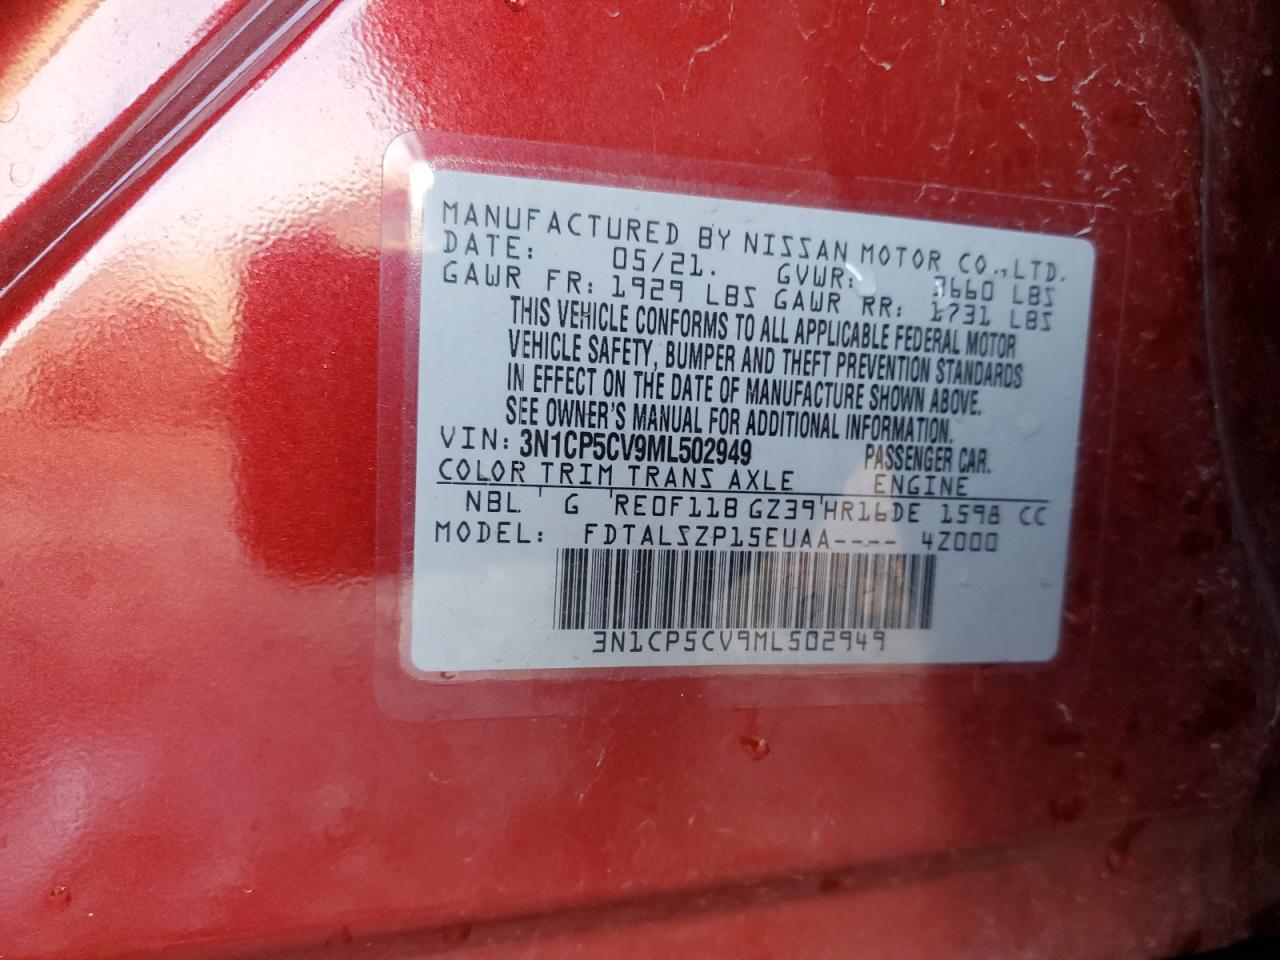 MANUFACTURED BY NISSAN MOTOR CO.,LTD.
DATE: 05/21. GVWR: 3660 LBS
GAWR FR: 1929 LBS GAWR RR: 1731 LBS
THIS VEHICLE CONFORMS TO ALL APPLICABLE FEDERAL MOTOR
VEHICLE SAFETY, BUMPER AND THEFT PREVENTION STANDARDS
IN EFFECT ON THE DATE OF MANUFACTURE SHOWN ABOVE.
SEE OWNER'S MANUAL FOR ADDITIONAL INFORMATION.
VIN: 3N1CP5CV9ML502949 PASSENGER CAR.
COLOR TRIM TRANS AXLE ENGINE
NBL ' G 'RE0F11B GZ39'HR16DE 1598 CC
MODEL: FDTALSZP15EUAA---- 4Z000
3N1CP5CV9ML502949